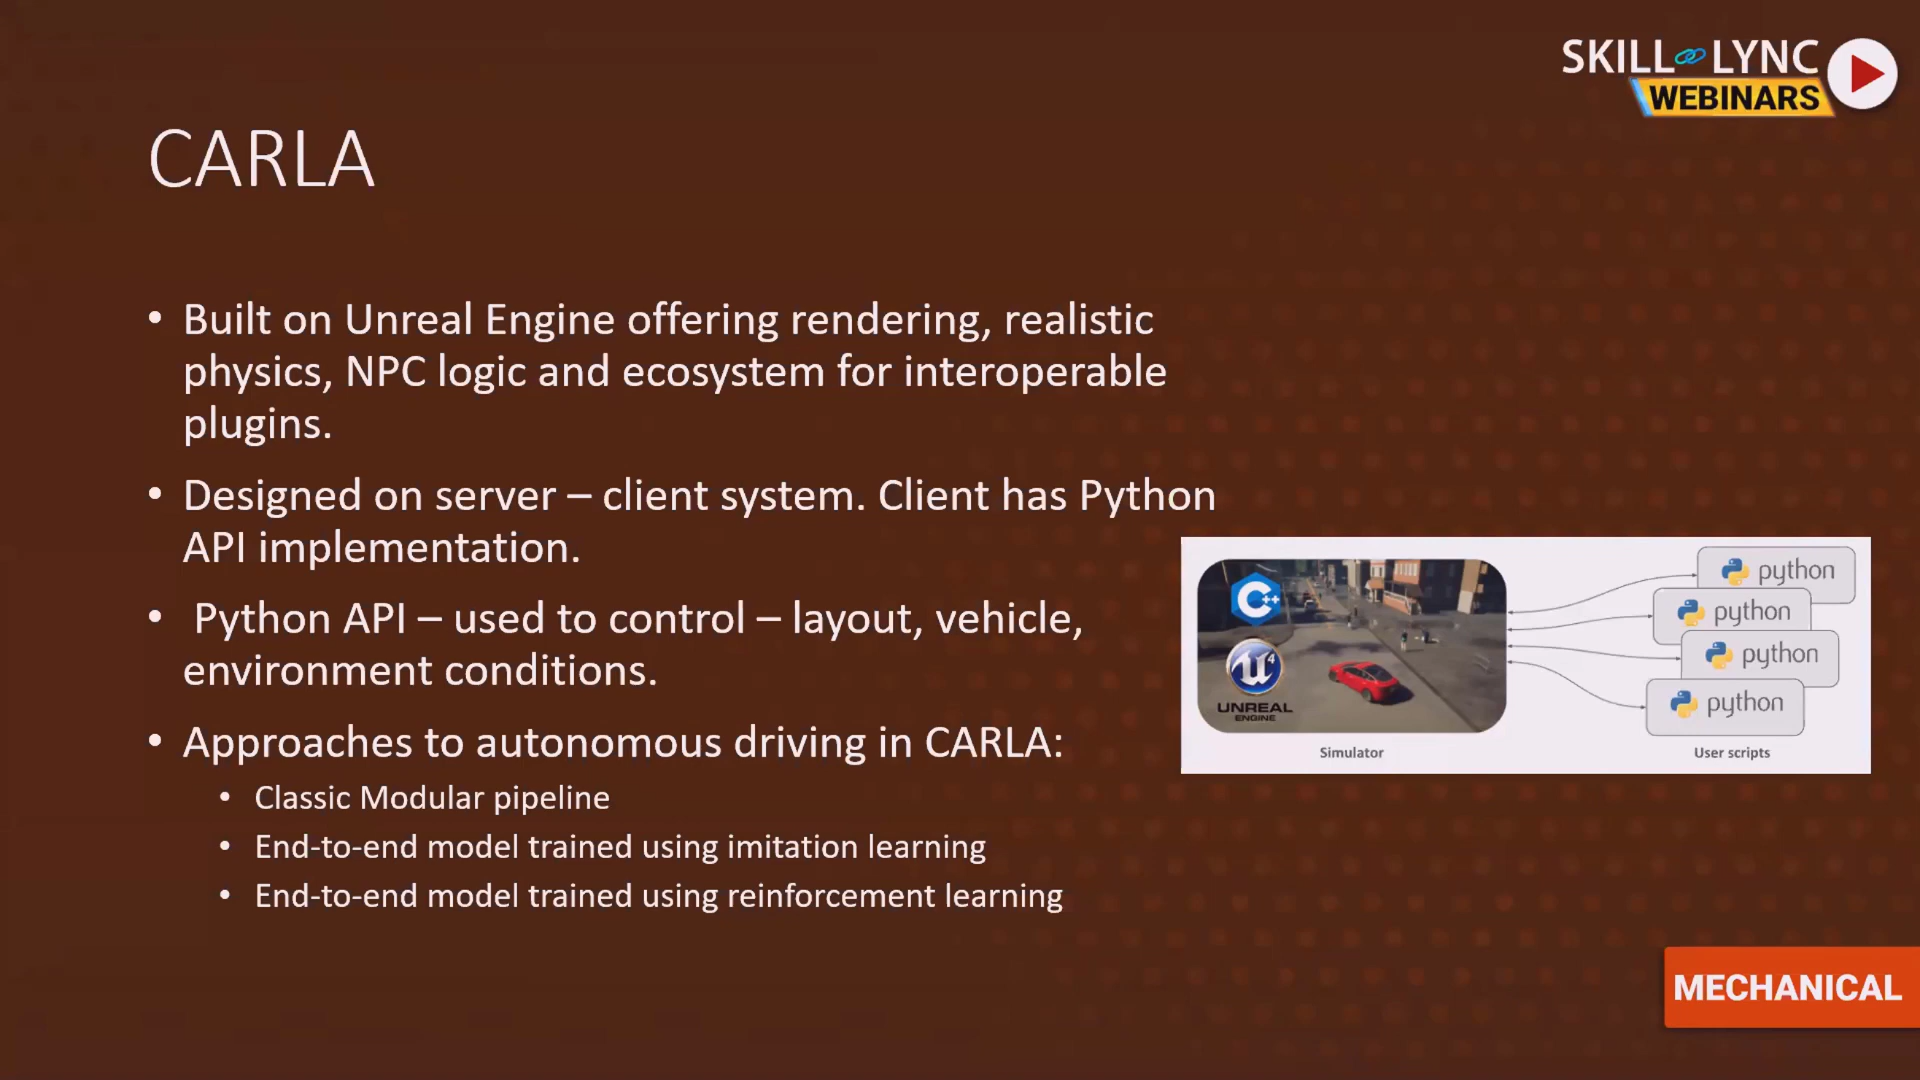 SKILL LYNC
WEBINARS
CARLA
• Built on Unreal Engine offering rendering, realistic
physics, NPC logic and ecosystem for interoperable
plugins.
• Designed on server – client system. Client has Python
API implementation.
• Python API – used to control – layout, vehicle,
environment conditions.
• Approaches to autonomous driving in CARLA:
• Classic Modular pipeline
• End-to-end model trained using imitation learning
• End-to-end model trained using reinforcement learning
C++
U4
UNREAL
ENGINE
Simulator
python
python
python
python
User scripts
MECHANICAL